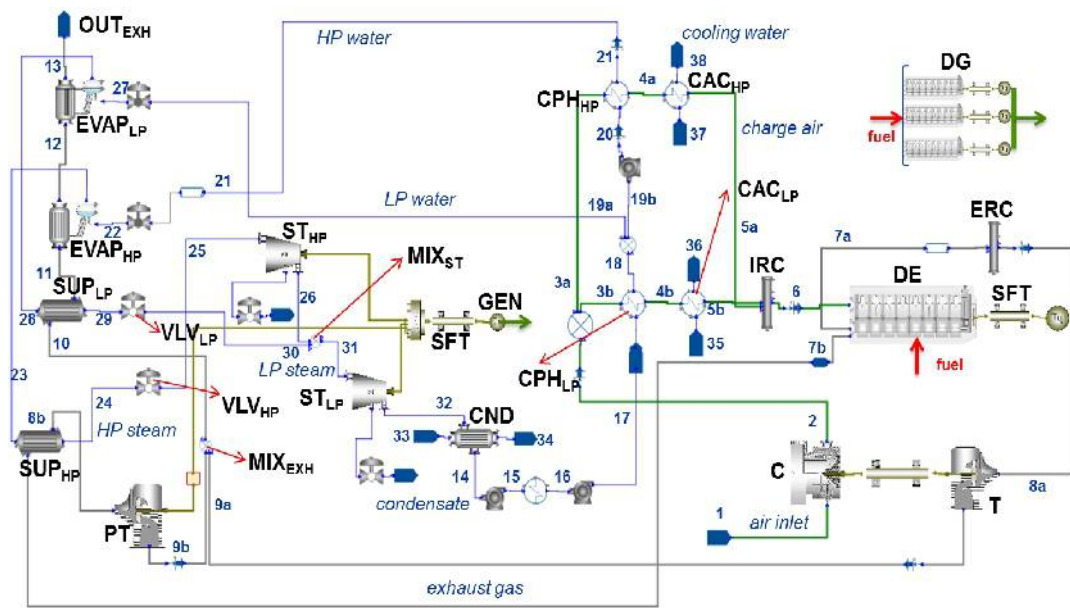 OUT_EXH
HP water
cooling water
13
27
21
4a
38
CAC_HP
DG
EVAP_LP
CPH_HP
fuel
12
20
37
charge air
21
LP water
19a
19b
CAC_LP
22
25
ST_HP
MIX_ST
36
5a
7a
ERC
EVAP_HP
18
IRC
11
SUP_LP
26
GEN
3a
3b
4b
5b
6
DE
SFT
28
29
VLV_LP
30
31
SFT
35
10
LP steam
CPH_LP
7b
fuel
23
24
ST_LP
8b
HP steam
VLV_HP
32
CND
17
2
33
34
SUP_HP
MIX_EXH
14
15
16
C
T
9a
condensate
1
8a
PT
air inlet
9b
exhaust gas